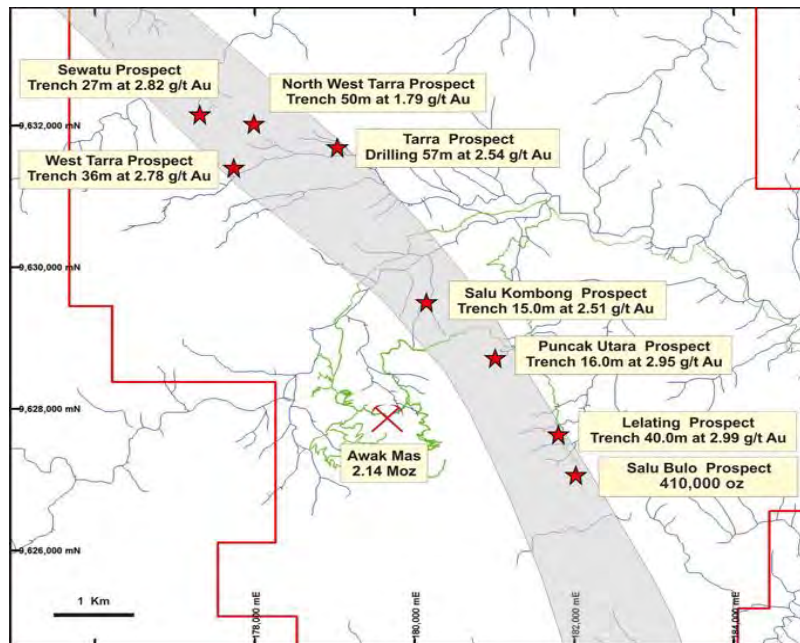 Sewatu Prospect
Trench 27m at 2.82 g/t Au
North West Tarra Prospect
Trench 50m at 1.79 g/t Au
9,632,000 mN
Tarra Prospect
Drilling 57m at 2.54 g/t Au
West Tarra Prospect
Trench 36m at 2.78 g/t Au
9,630,000 mN
Salu Kombong Prospect
Trench 15.0m at 2.51 g/t Au
Puncak Utara Prospect
Trench 16.0m at 2.95 g/t Au
9,628,000 mN
Lelating Prospect
Trench 40.0m at 2.99 g/t Au
Awak Mas
2.14 Moz
Salu Bulo Prospect
410,000 oz
9,626,000 mN
1 Km
178,000 mE
180,000 mE
182,000 mE
184,000 mE